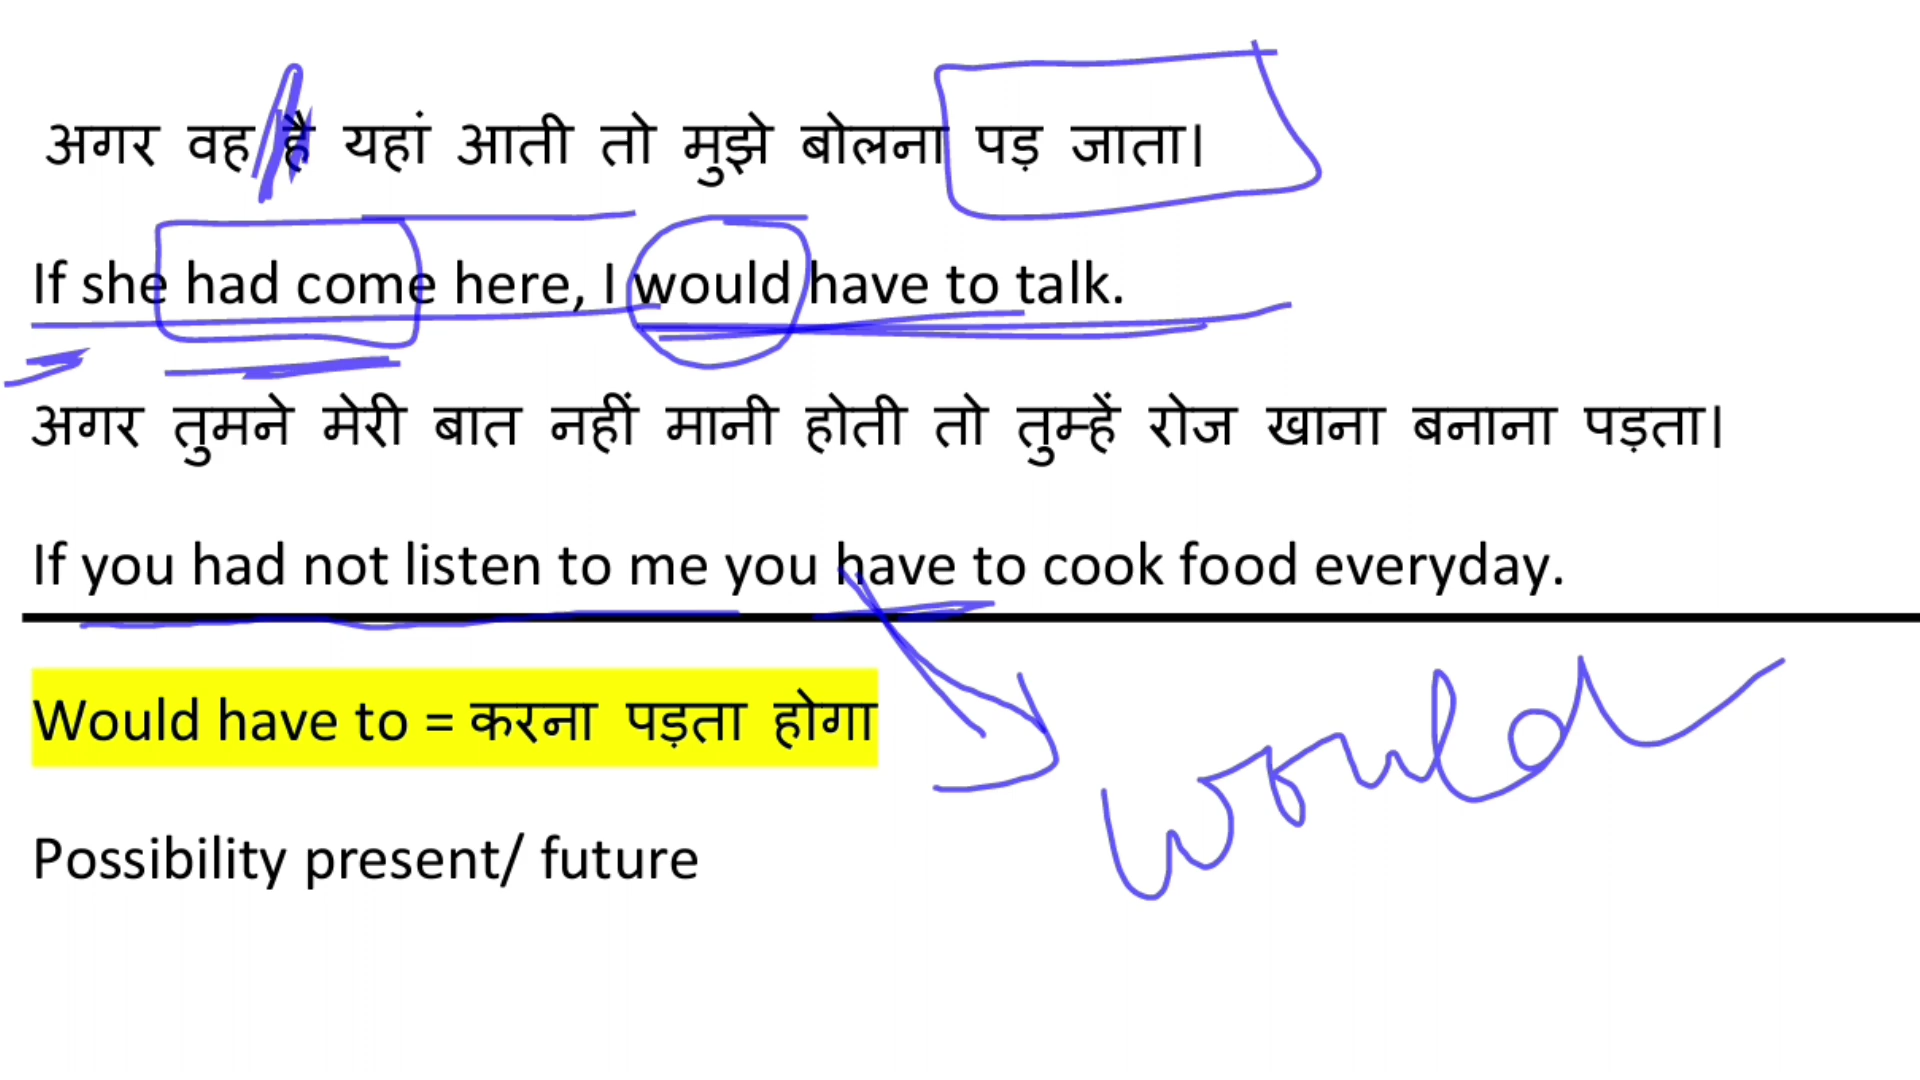 अगर वह है यहां आती तो मुझे बोलना पड़ जाता।
If she had come here, I would have to talk.
अगर तुमने मेरी बात नहीं मानी होती तो तुम्हें रोज खाना बनाना पड़ता।
If you had not listen to me you have to cook food everyday.
Would have to = करना पड़ता होगा
would
Possibility present/ future